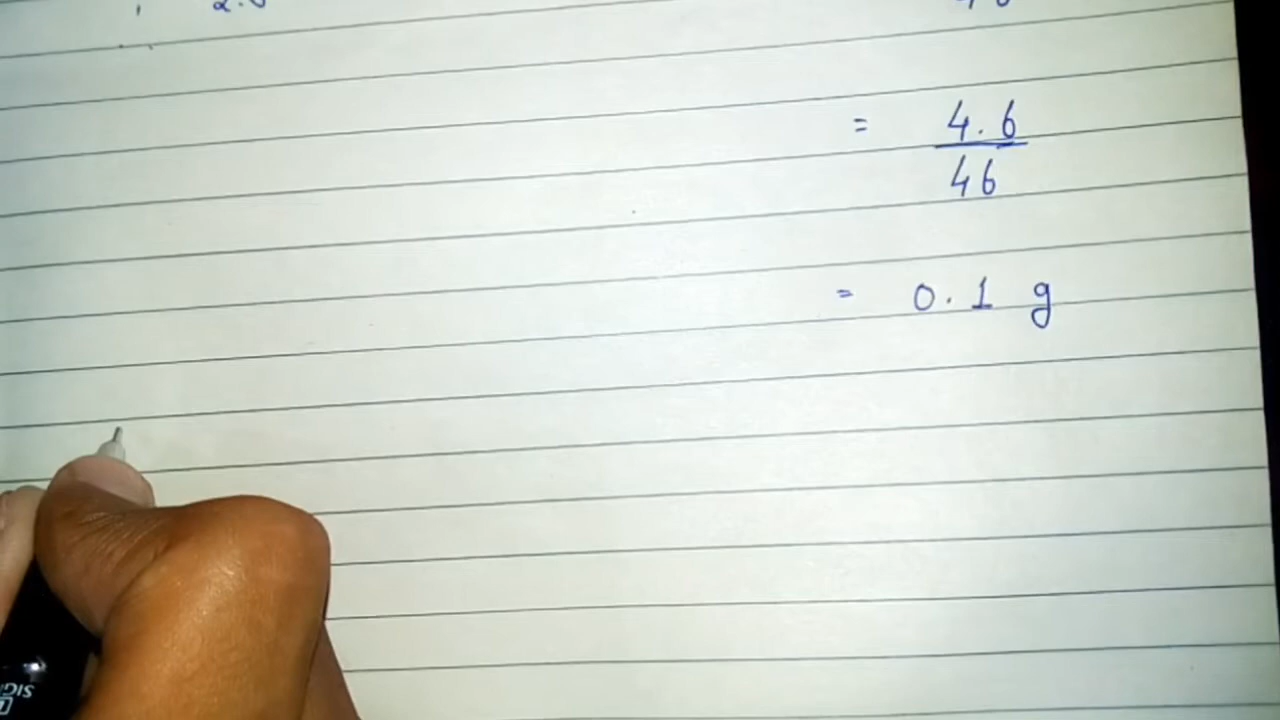 = 4.6
46
= 0.1 g